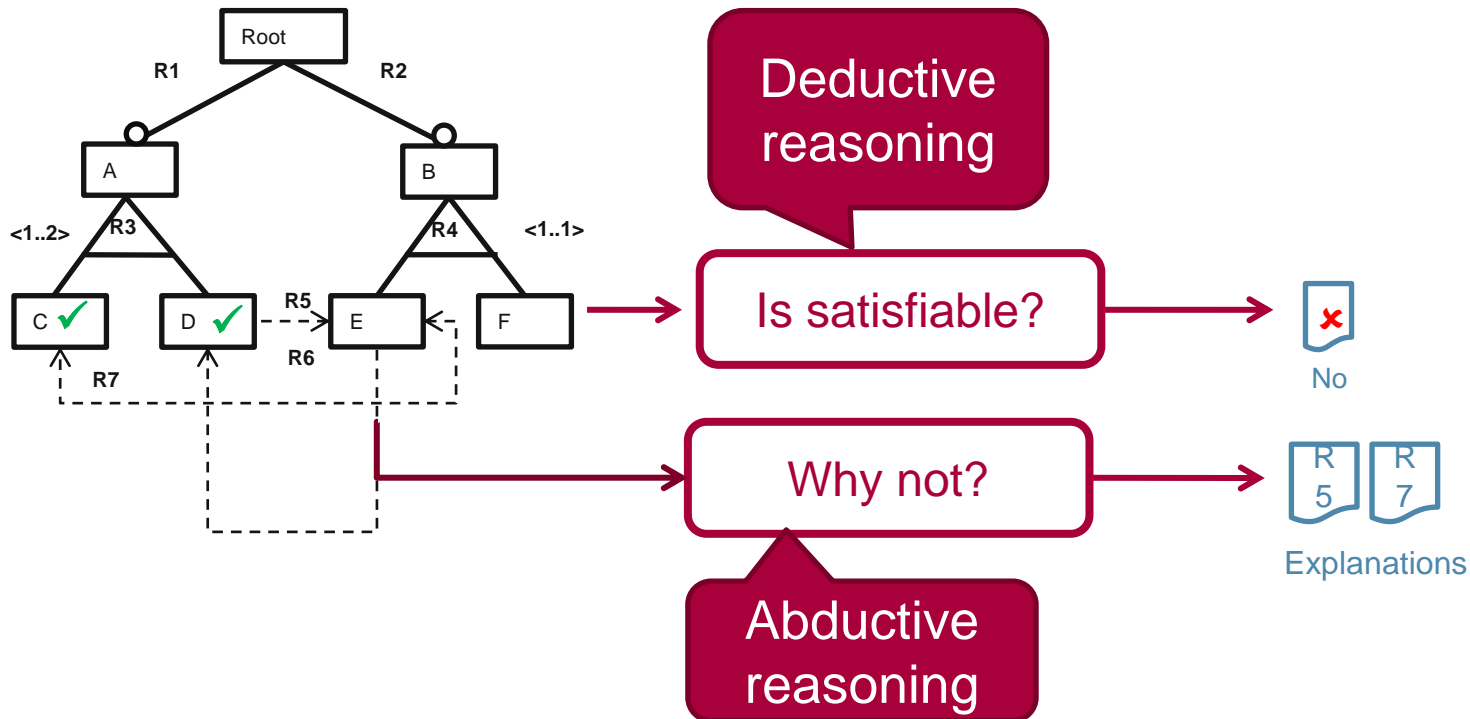 Root
R1
R2
A
B
<1..2>
R3
R4
<1..1>
C
D
R5
E
F
R6
R7
Deductive
reasoning
Is satisfiable?
No
Why not?
R
5
R
7
Explanations
Abductive
reasoning